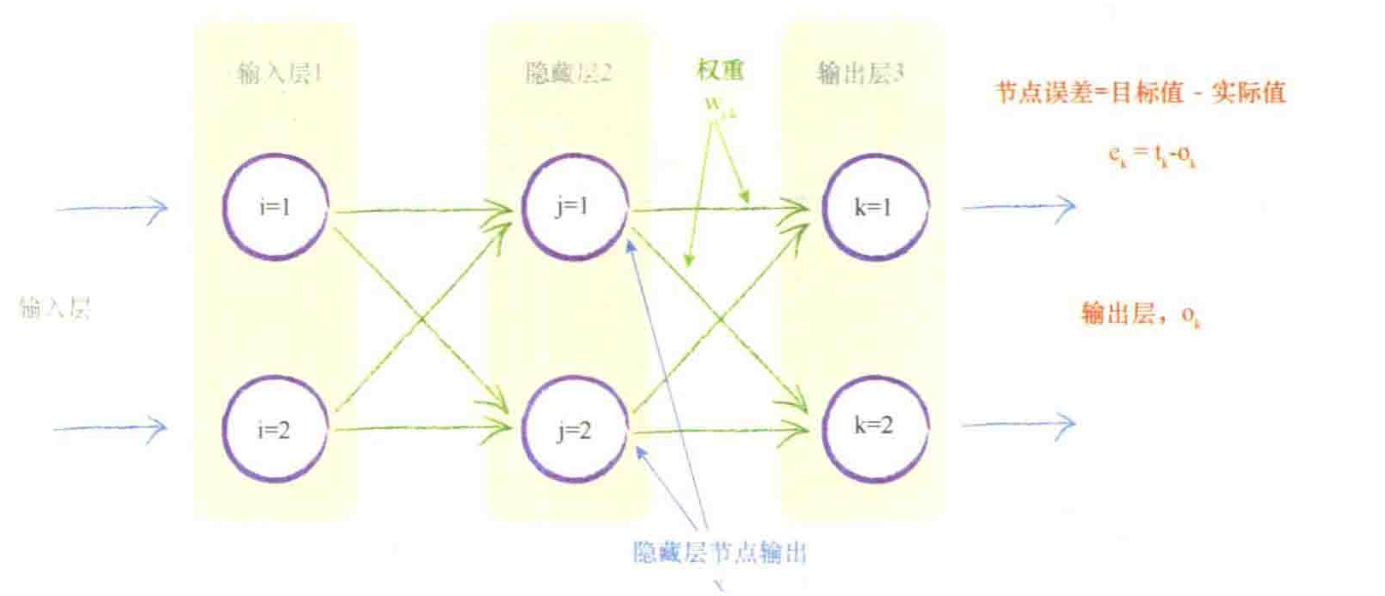 输入层1
隐藏层2
权重
w_jk
输出层3
节点误差=目标值 - 实际值
e_k = t_k-o_k
i=1
j=1
k=1
输入层
输出层，o_k
i=2
j=2
k=2
隐藏层节点输出